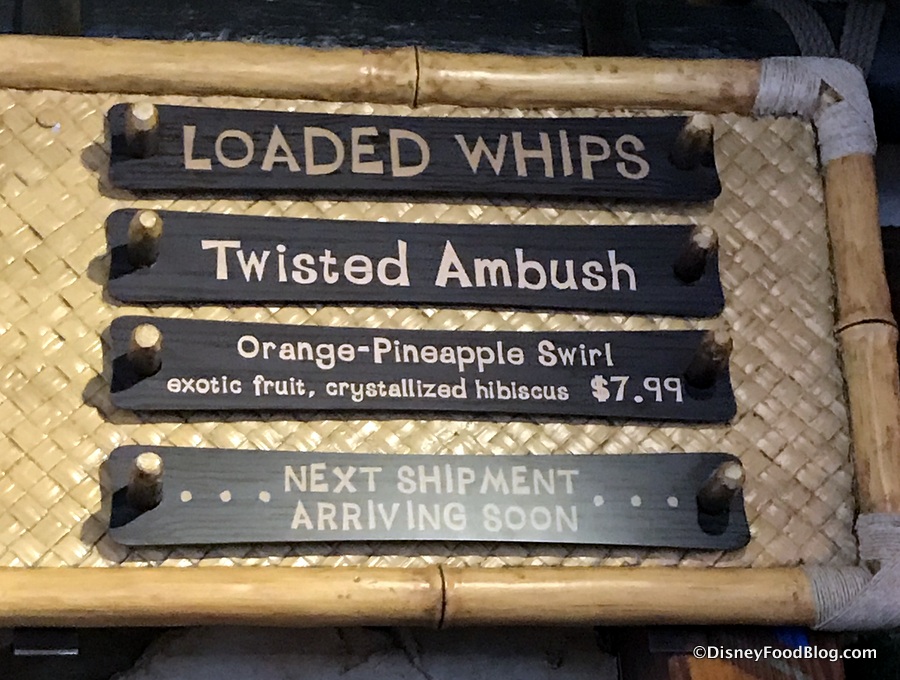 LOADED WHIPS
Twisted Ambush
Orange-Pineapple Swirl
exotic fruit, crystallized hibiscus $7.99
...NEXT SHIPMENT...
ARRIVING SOON
©DisneyFoodBlog.com